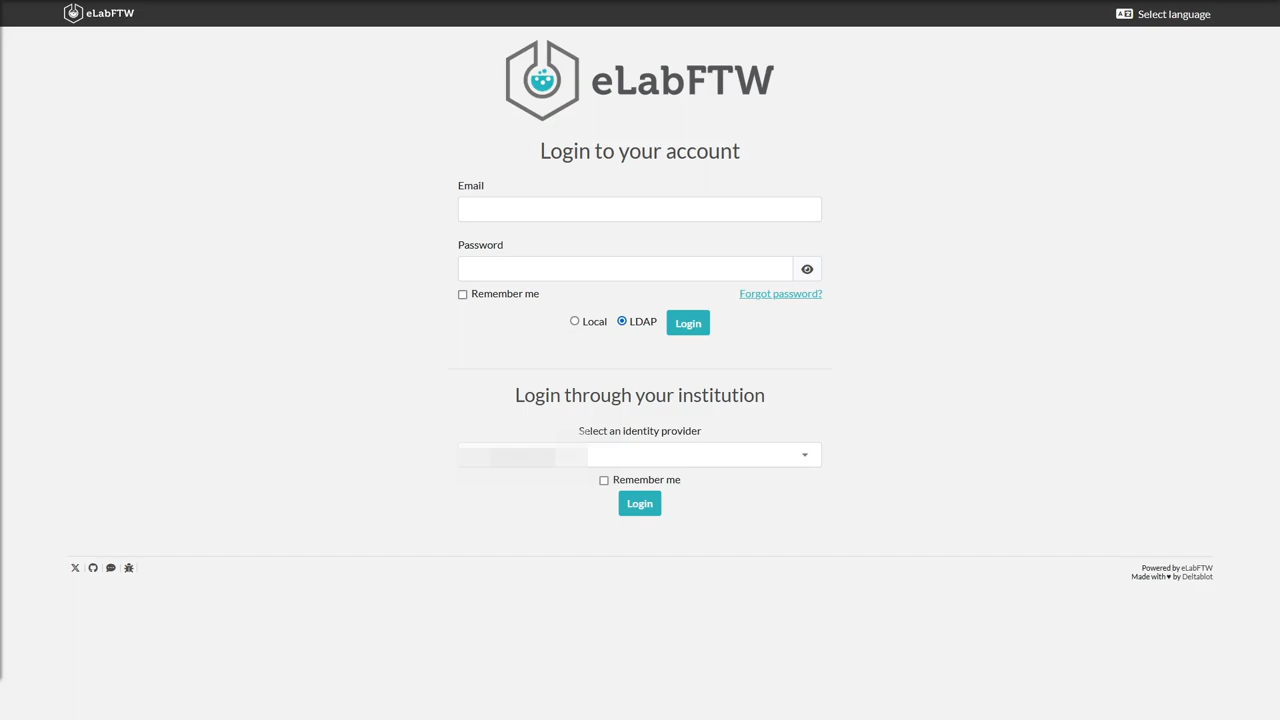 eLabFTW
Select language
eLabFTW
Login to your account
Email
Password
Remember me
Forgot password?
Local
LDAP
Login
Login through your institution
Select an identity provider
Remember me
Login
Powered by eLabFTW
Made with ♥ by Deltablot